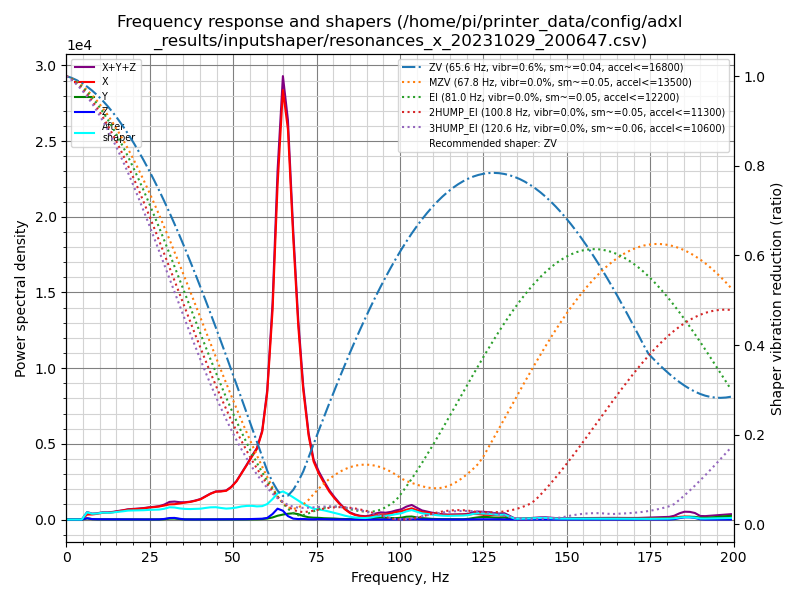 Frequency response and shapers (/home/pi/printer_data/config/adxl
_results/inputshaper/resonances_x_20231029_200647.csv)
1e4
X+Y+Z
X
Y
Z
After
shaper
ZV (65.6 Hz, vibr=0.6%, sm~=0.04, accel<=16800)
MZV (67.8 Hz, vibr=0.0%, sm~=0.05, accel<=13500)
EI (81.0 Hz, vibr=0.0%, sm~=0.05, accel<=12200)
2HUMP_EI (100.8 Hz, vibr=0.0%, sm~=0.05, accel<=11300)
3HUMP_EI (120.6 Hz, vibr=0.0%, sm~=0.06, accel<=10600)
Recommended shaper: ZV
3.0
2.5
2.0
1.5
1.0
0.5
0.0
Power spectral density
1.0
0.8
0.6
0.4
0.2
0.0
Shaper vibration reduction (ratio)
0 25 50 75 100 125 150 175 200
Frequency, Hz